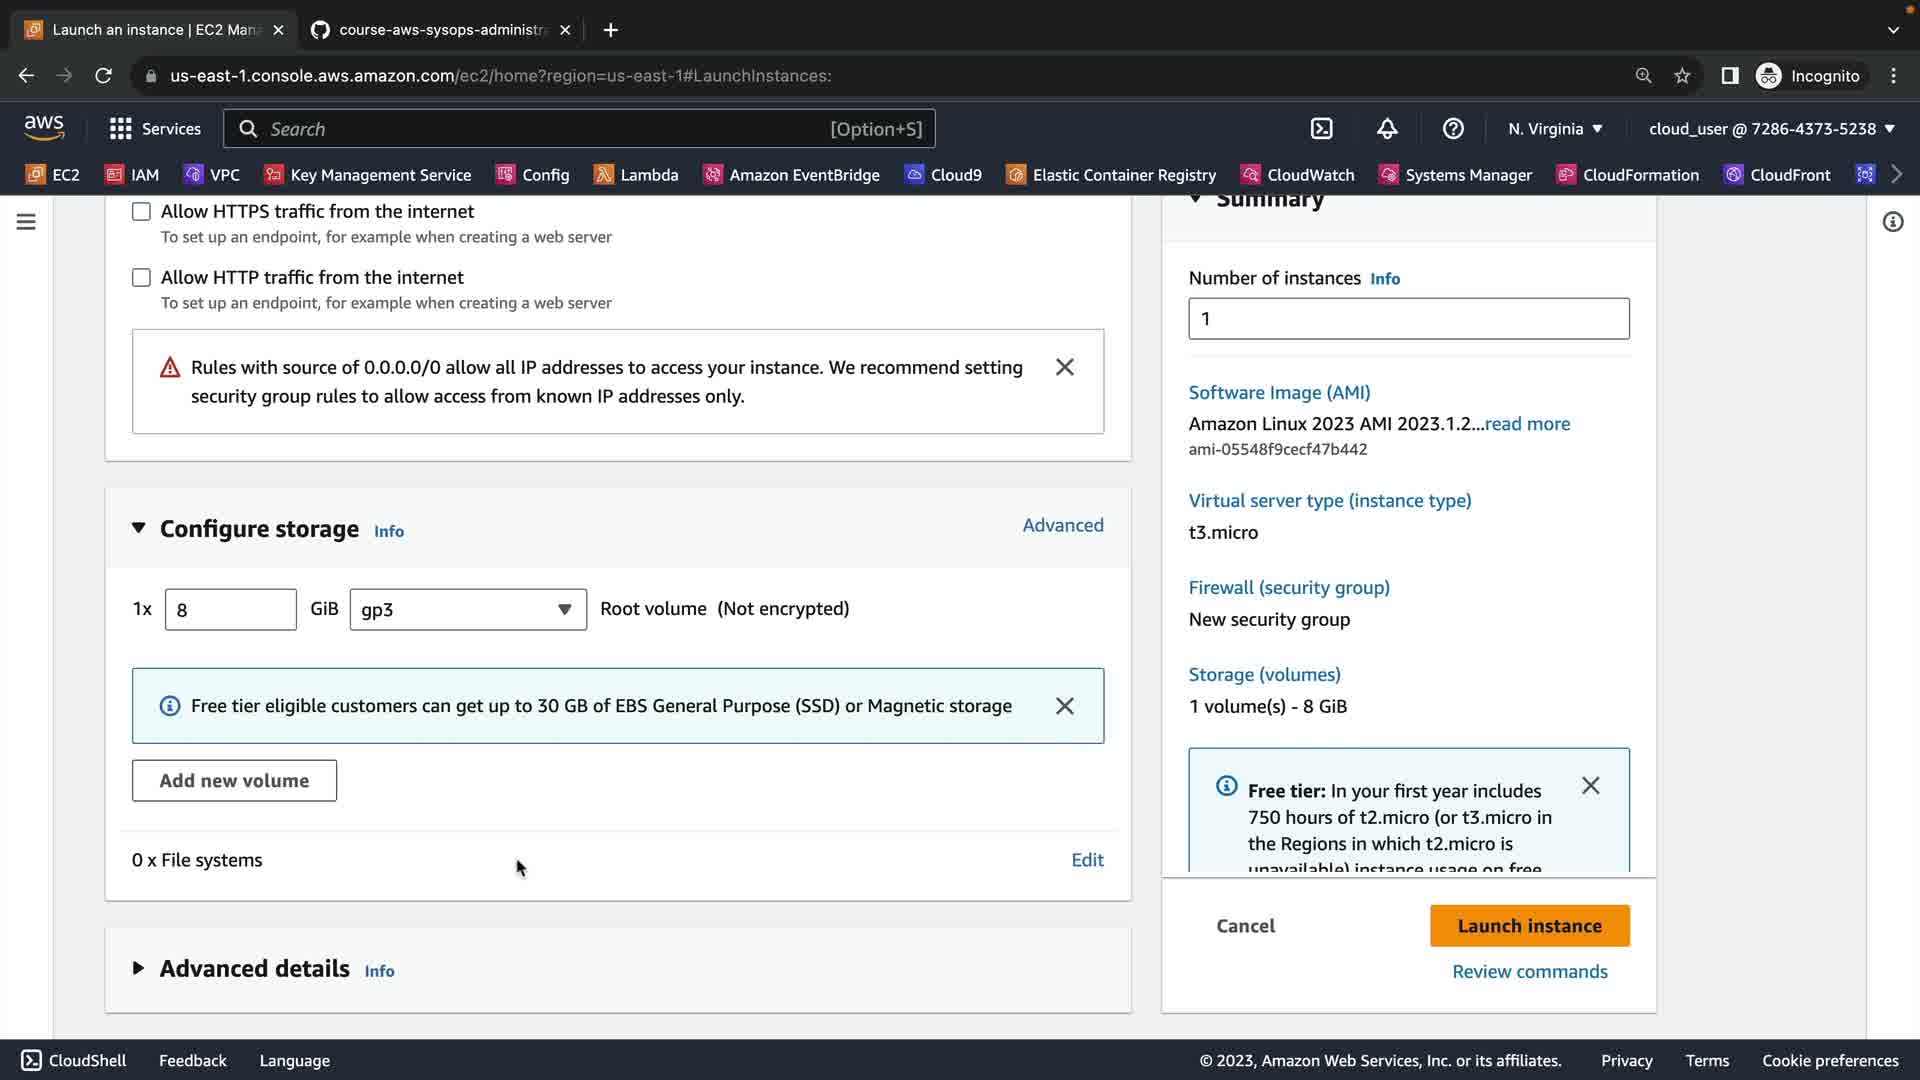 Launch an instance | EC2 Mana
course-aws-sysops-administra
us-east-1.console.aws.amazon.com/ec2/home?region=us-east-1#LaunchInstances:
Incognito
aws
Services
Search
[Option+S]
N. Virginia
cloud_user @ 7286-4373-5238
EC2
IAM
VPC
Key Management Service
Config
Lambda
Amazon EventBridge
Cloud9
Elastic Container Registry
CloudWatch
Systems Manager
CloudFormation
CloudFront
Allow HTTPS traffic from the internet
To set up an endpoint, for example when creating a web server
Allow HTTP traffic from the internet
To set up an endpoint, for example when creating a web server
Rules with source of 0.0.0.0/0 allow all IP addresses to access your instance. We recommend setting
security group rules to allow access from known IP addresses only.
Configure storage Info
Advanced
1x 8 GiB gp3 Root volume (Not encrypted)
Free tier eligible customers can get up to 30 GB of EBS General Purpose (SSD) or Magnetic storage
Add new volume
0 x File systems
Edit
Advanced details Info
Summary
Number of instances Info
1
Software Image (AMI)
Amazon Linux 2023 AMI 2023.1.2...read more
ami-05548f9cecf47b442
Virtual server type (instance type)
t3.micro
Firewall (security group)
New security group
Storage (volumes)
1 volume(s) - 8 GiB
Free tier: In your first year includes
750 hours of t2.micro (or t3.micro in
the Regions in which t2.micro is
unavailable) instance usage on free
Cancel
Launch instance
Review commands
CloudShell
Feedback
Language
© 2023, Amazon Web Services, Inc. or its affiliates.
Privacy
Terms
Cookie preferences